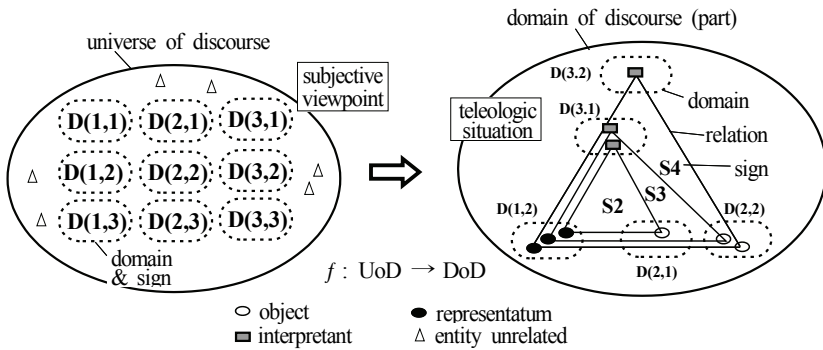 universe of discourse
subjective
viewpoint
D(1,1) D(2,1) D(3,1)
D(1,2) D(2,2) D(3,2)
D(1,3) D(2,3) D(3,3)
domain
& sign
f : UoD → DoD
domain of discourse (part)
D(3.2)
D(3.1)
teleologic
situation
domain
relation
sign
S4
S3
S2
D(1,2)
D(2,2)
D(2,1)
object
representatum
interpretant
entity unrelated